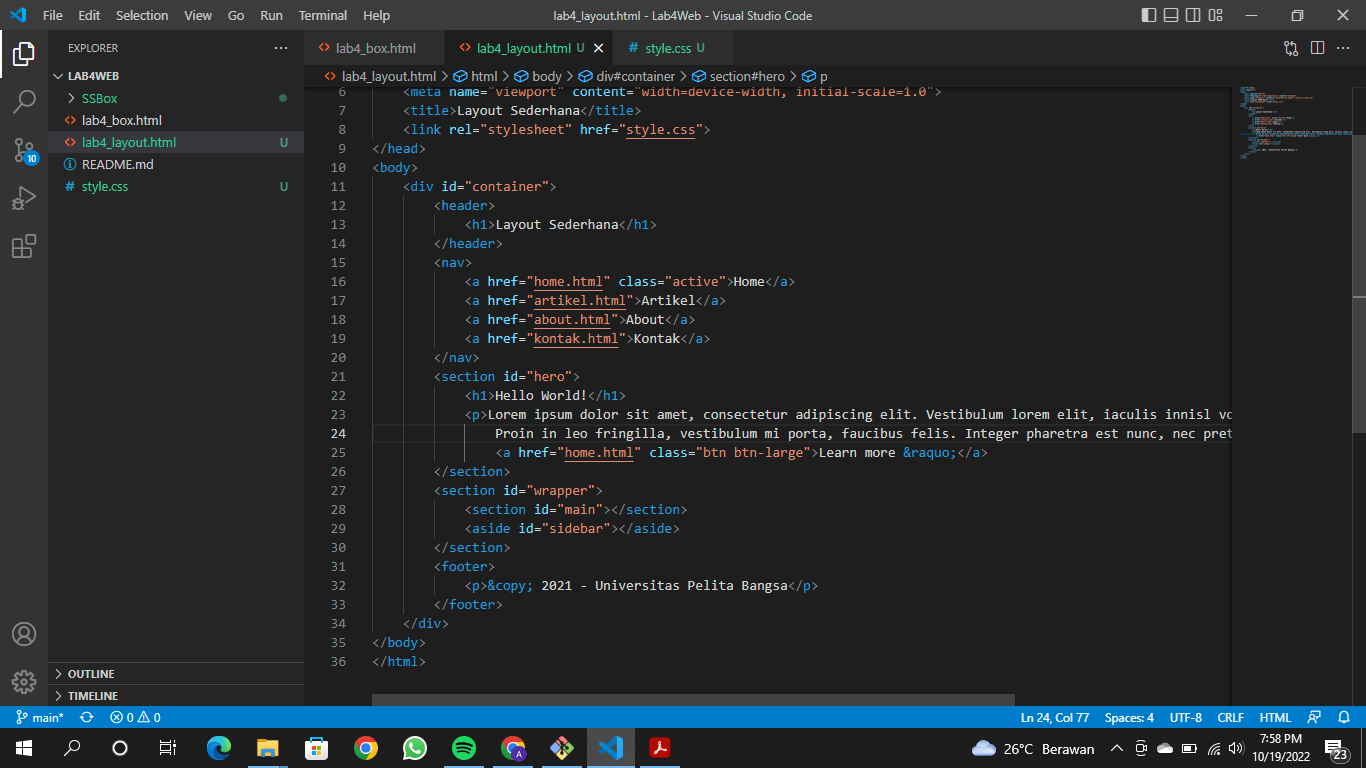 File Edit Selection View Go Run Terminal Help
lab4_layout.html - Lab4Web - Visual Studio Code
EXPLORER
LAB4WEB
SSBox
lab4_box.html
lab4_layout.html U
README.md
style.css U
OUTLINE
TIMELINE
10
lab4_box.html lab4_layout.html U style.css U
lab4_layout.html > html > body > div#container > section#hero > p
6 <meta name="viewport" content="width=device-width, initial-scale=1.0">
7 <title>Layout Sederhana</title>
8 <link rel="stylesheet" href="style.css">
9 </head>
10 <body>
11 <div id="container">
12 <header>
13 <h1>Layout Sederhana</h1>
14 </header>
15 <nav>
16 <a href="home.html" class="active">Home</a>
17 <a href="artikel.html">Artikel</a>
18 <a href="about.html">About</a>
19 <a href="kontak.html">Kontak</a>
20 </nav>
21 <section id="hero">
22 <h1>Hello World!</h1>
23 <p>Lorem ipsum dolor sit amet, consectetur adipiscing elit. Vestibulum lorem elit, iaculis innisl
24 Proin in leo fringilla, vestibulum mi porta, faucibus felis. Integer pharetra est nunc, nec pret
25 <a href="home.html" class="btn btn-large">Learn more &raquo;</a>
26 </section>
27 <section id="wrapper">
28 <section id="main"></section>
29 <aside id="sidebar"></aside>
30 </section>
31 <footer>
32 <p>&copy; 2021 - Universitas Pelita Bangsa</p>
33 </footer>
34 </div>
35 </body>
36 </html>
main* 0 0 Ln 24, Col 77 Spaces: 4 UTF-8 CRLF HTML
26°C Berawan
7:58 PM
10/19/2022
23